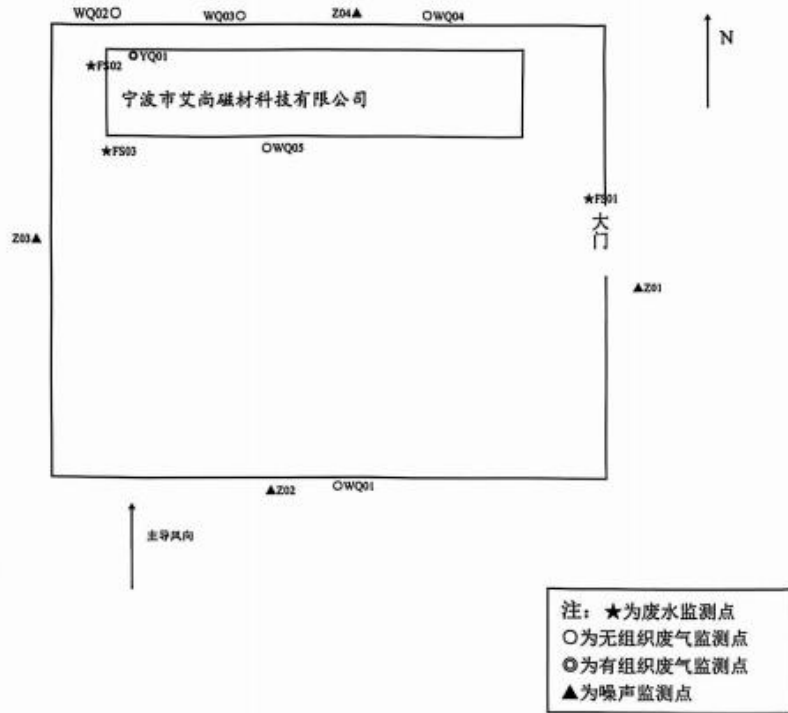 WQ02○ WQ03○ Z04▲ ○WQ04
N
◎YQ01
★FS02
宁波市艾尚磁材科技有限公司
★FS03
○WQ05
★FS01
大门
Z03▲
▲Z01
▲Z02
○WQ01
主导风向
注：★为废水监测点
○为无组织废气监测点
◎为有组织废气监测点
▲为噪声监测点